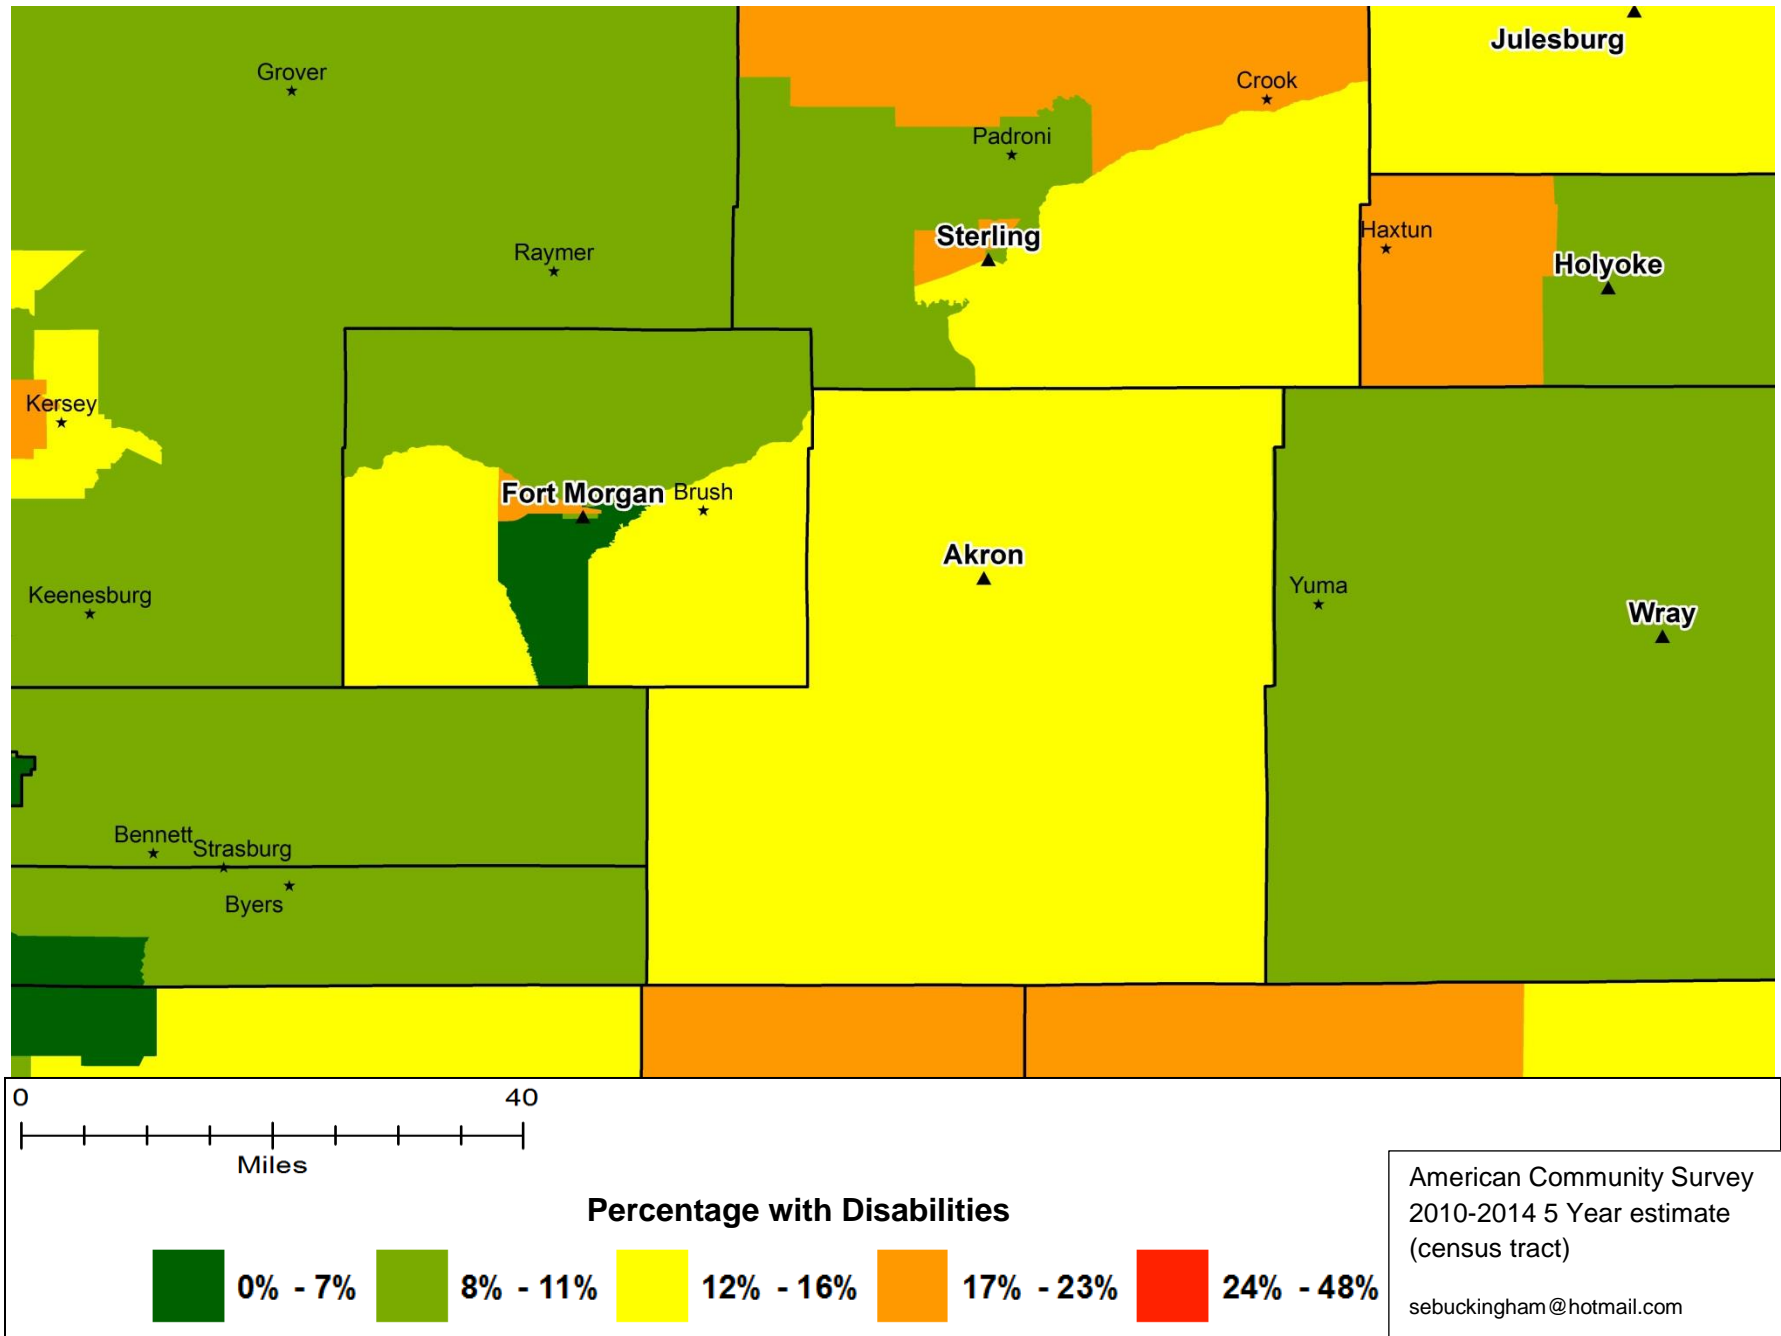 Julesburg
Grover
Crook
Padroni
Haxtun
Sterling
Raymer
Holyoke
Kersey
Fort Morgan
Brush
Akron
Yuma
Keenesburg
Wray
Bennett
Strasburg
Byers
0 40
Miles
Percentage with Disabilities
0% - 7% 8% - 11% 12% - 16% 17% - 23% 24% - 48%
American Community Survey
2010-2014 5 Year estimate
(census tract)
sebuckingham@hotmail.com